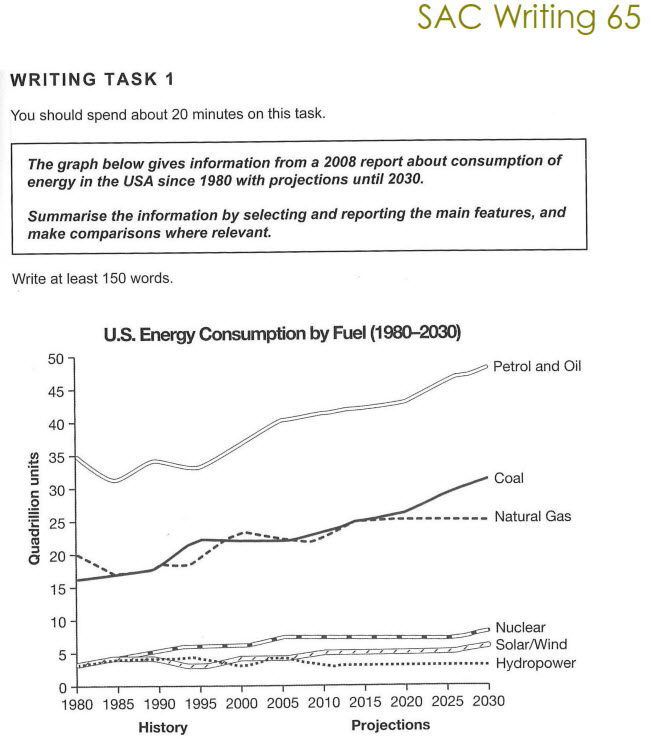 SAC Writing 65
WRITING TASK 1
You should spend about 20 minutes on this task.
The graph below gives information from a 2008 report about consumption of
energy in the USA since 1980 with projections until 2030.
Summarise the information by selecting and reporting the main features, and
make comparisons where relevant.
Write at least 150 words.
U.S. Energy Consumption by Fuel (1980–2030)
Quadrillion units
50
45
40
35
30
25
20
15
10
5
0
Petrol and Oil
Coal
Natural Gas
Nuclear
Solar/Wind
Hydropower
1980 1985 1990 1995 2000 2005 2010 2015 2020 2025 2030
History
Projections